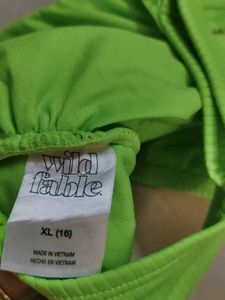 wild
fable
XL (16)
MADE IN VIETNAM
HECHO EN VIETNAM